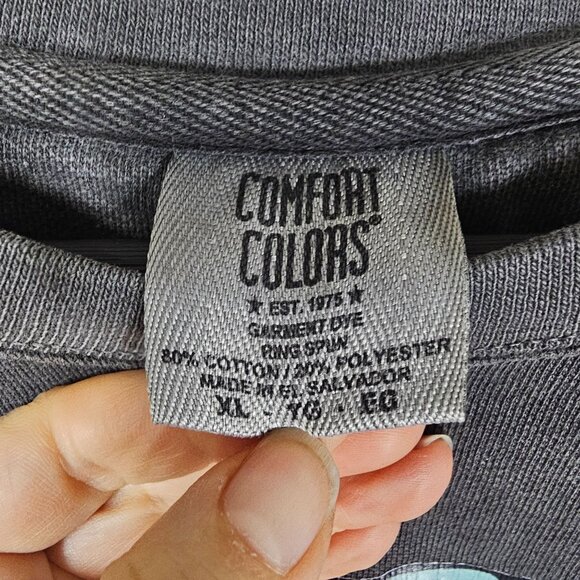 COMFORT
COLORS®
★ EST. 1975 ★
GARMENT DYE
RING SPUN
80% COTTON / 20% POLYESTER
MADE IN EL SALVADOR
XL - TG - EG